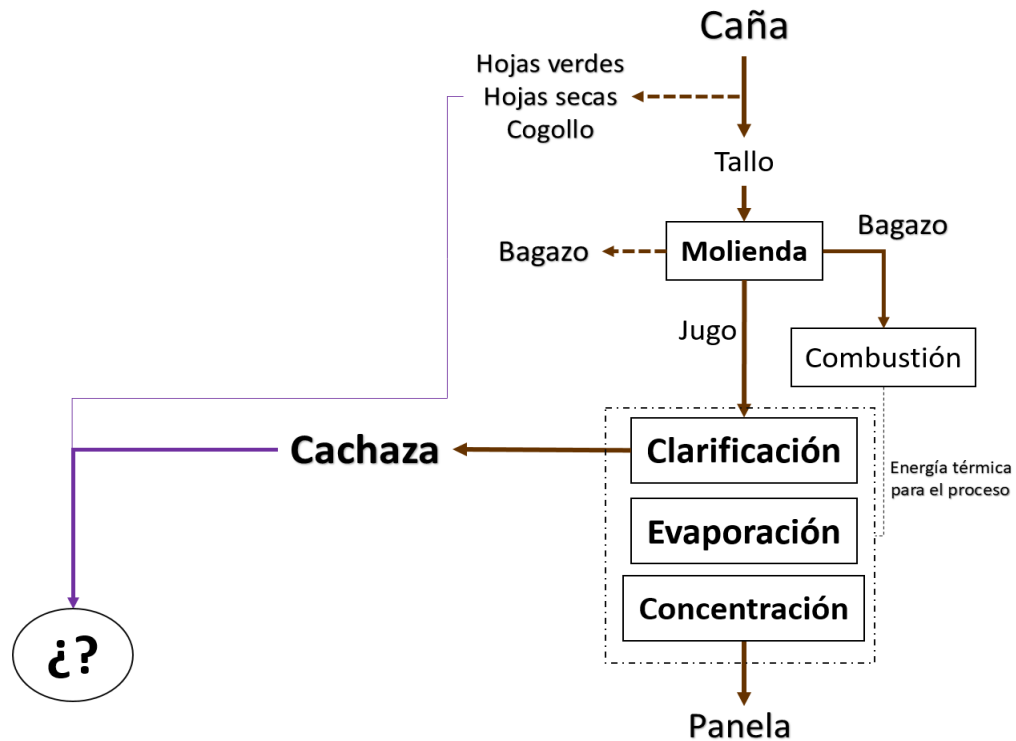 Caña
Hojas verdes
Hojas secas
Cogollo
Tallo
Bagazo
Molienda
Bagazo
Jugo
Combustión
Cachaza
Clarificación
Energía térmica
para el proceso
Evaporación
Concentración
¿?
Panela